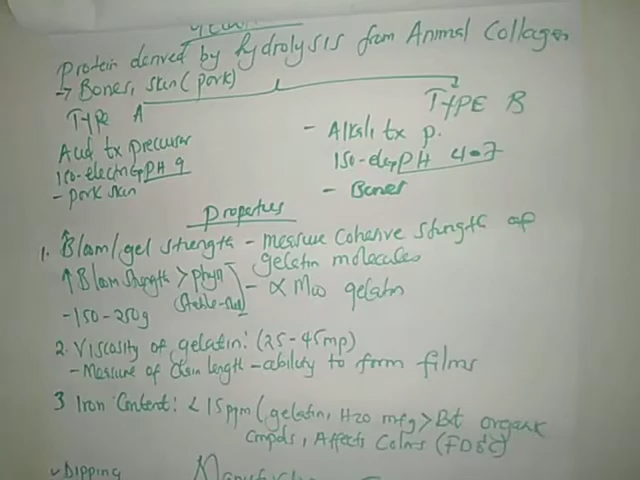 Protein derived by hydrolysis from Animal Collagen
→ Bones, skin (pork)
TYPE A
TYPE B
Acid tx precursor
iso-electric pH 9
- pork skin
- Alkali tx p.
iso-elep pH 4.7
- Bones
Properties
1. Bloom/gel strength - measure cohesive strength of
gelatin molecules
↑ Bloom strength > phys
(stable-
- ∝ Mw gelatin
- 150 - 250g
2. Viscosity of gelatin: (25 - 45mp)
- Measure of chain length - ability to form films
3 Iron Content: < 15ppm (gelatin, H2O mfg > But organic
cmpds, Affects Colors (FD&C)
✓ Dipping